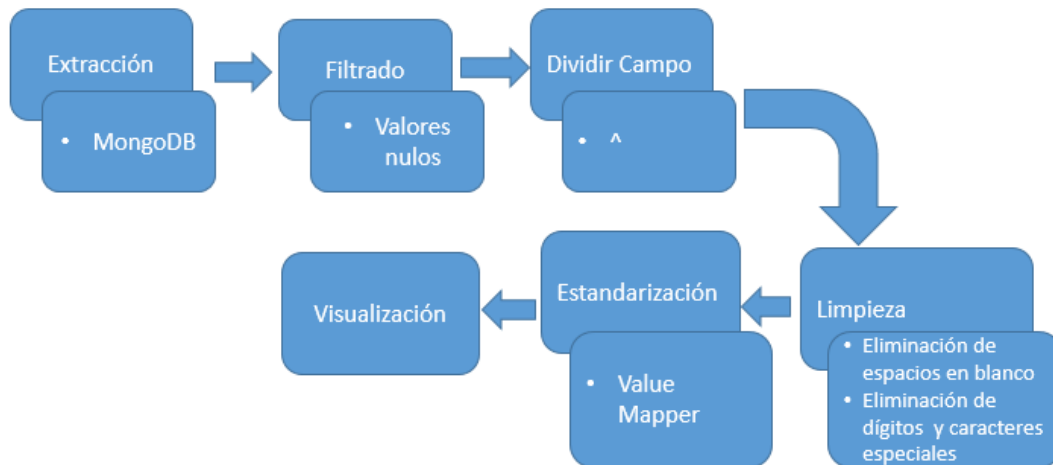 Extracción
• MongoDB
Filtrado
• Valores
nulos
Dividir Campo
• ^
Limpieza
• Eliminación de
espacios en blanco
• Eliminación de
dígitos y caracteres
especiales
Estandarización
• Value
Mapper
Visualización